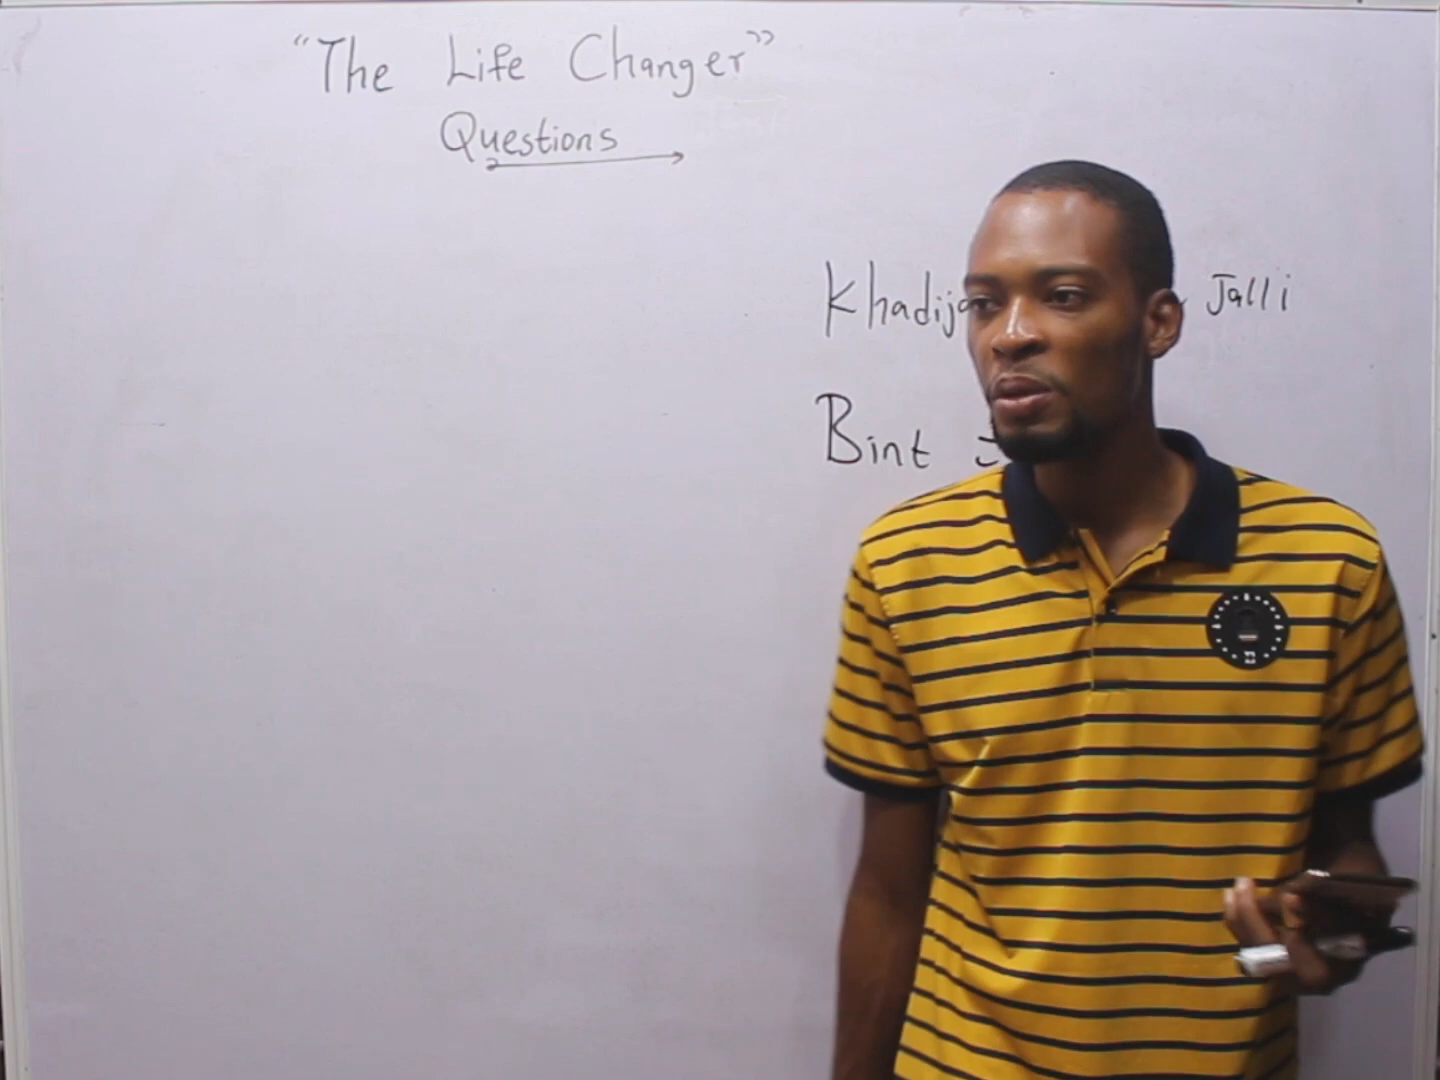 "The Life Changer"
Questions
Khadija Jalli
Bint =